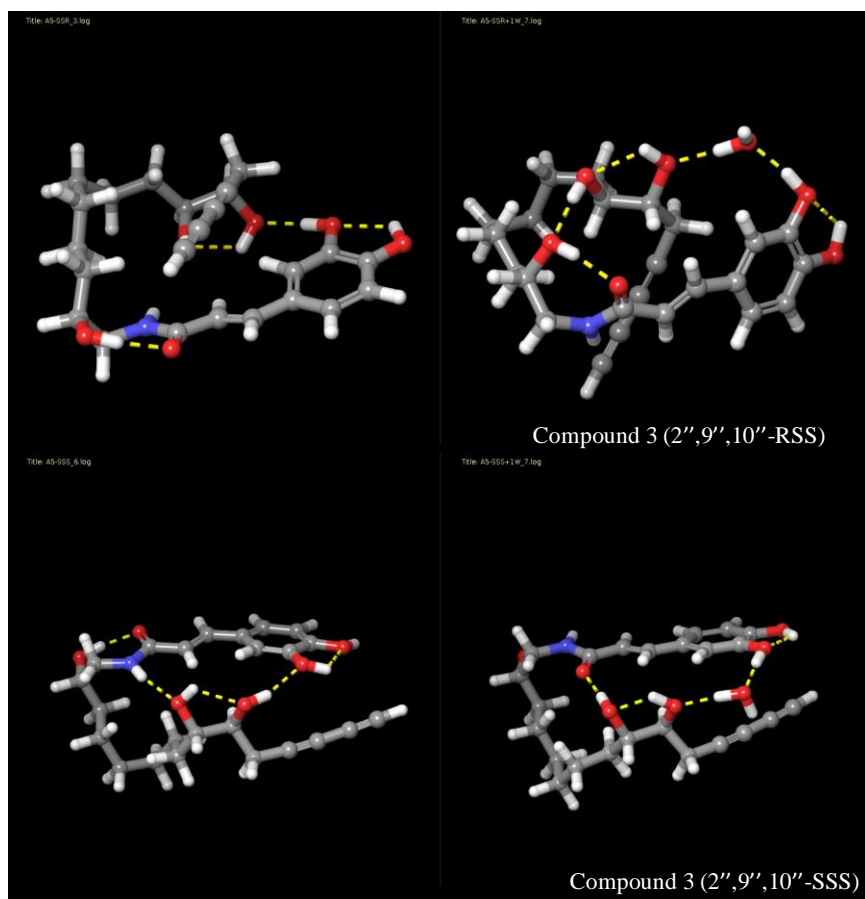 Title: A5-SSR_3.log
Title: A5-SSR+1W_7.log
Compound 3 (2″,9″,10″-RSS)
Title: A5-SSS_6.log
Title: A5-SSS+1W_7.log
Compound 3 (2″,9″,10″-SSS)